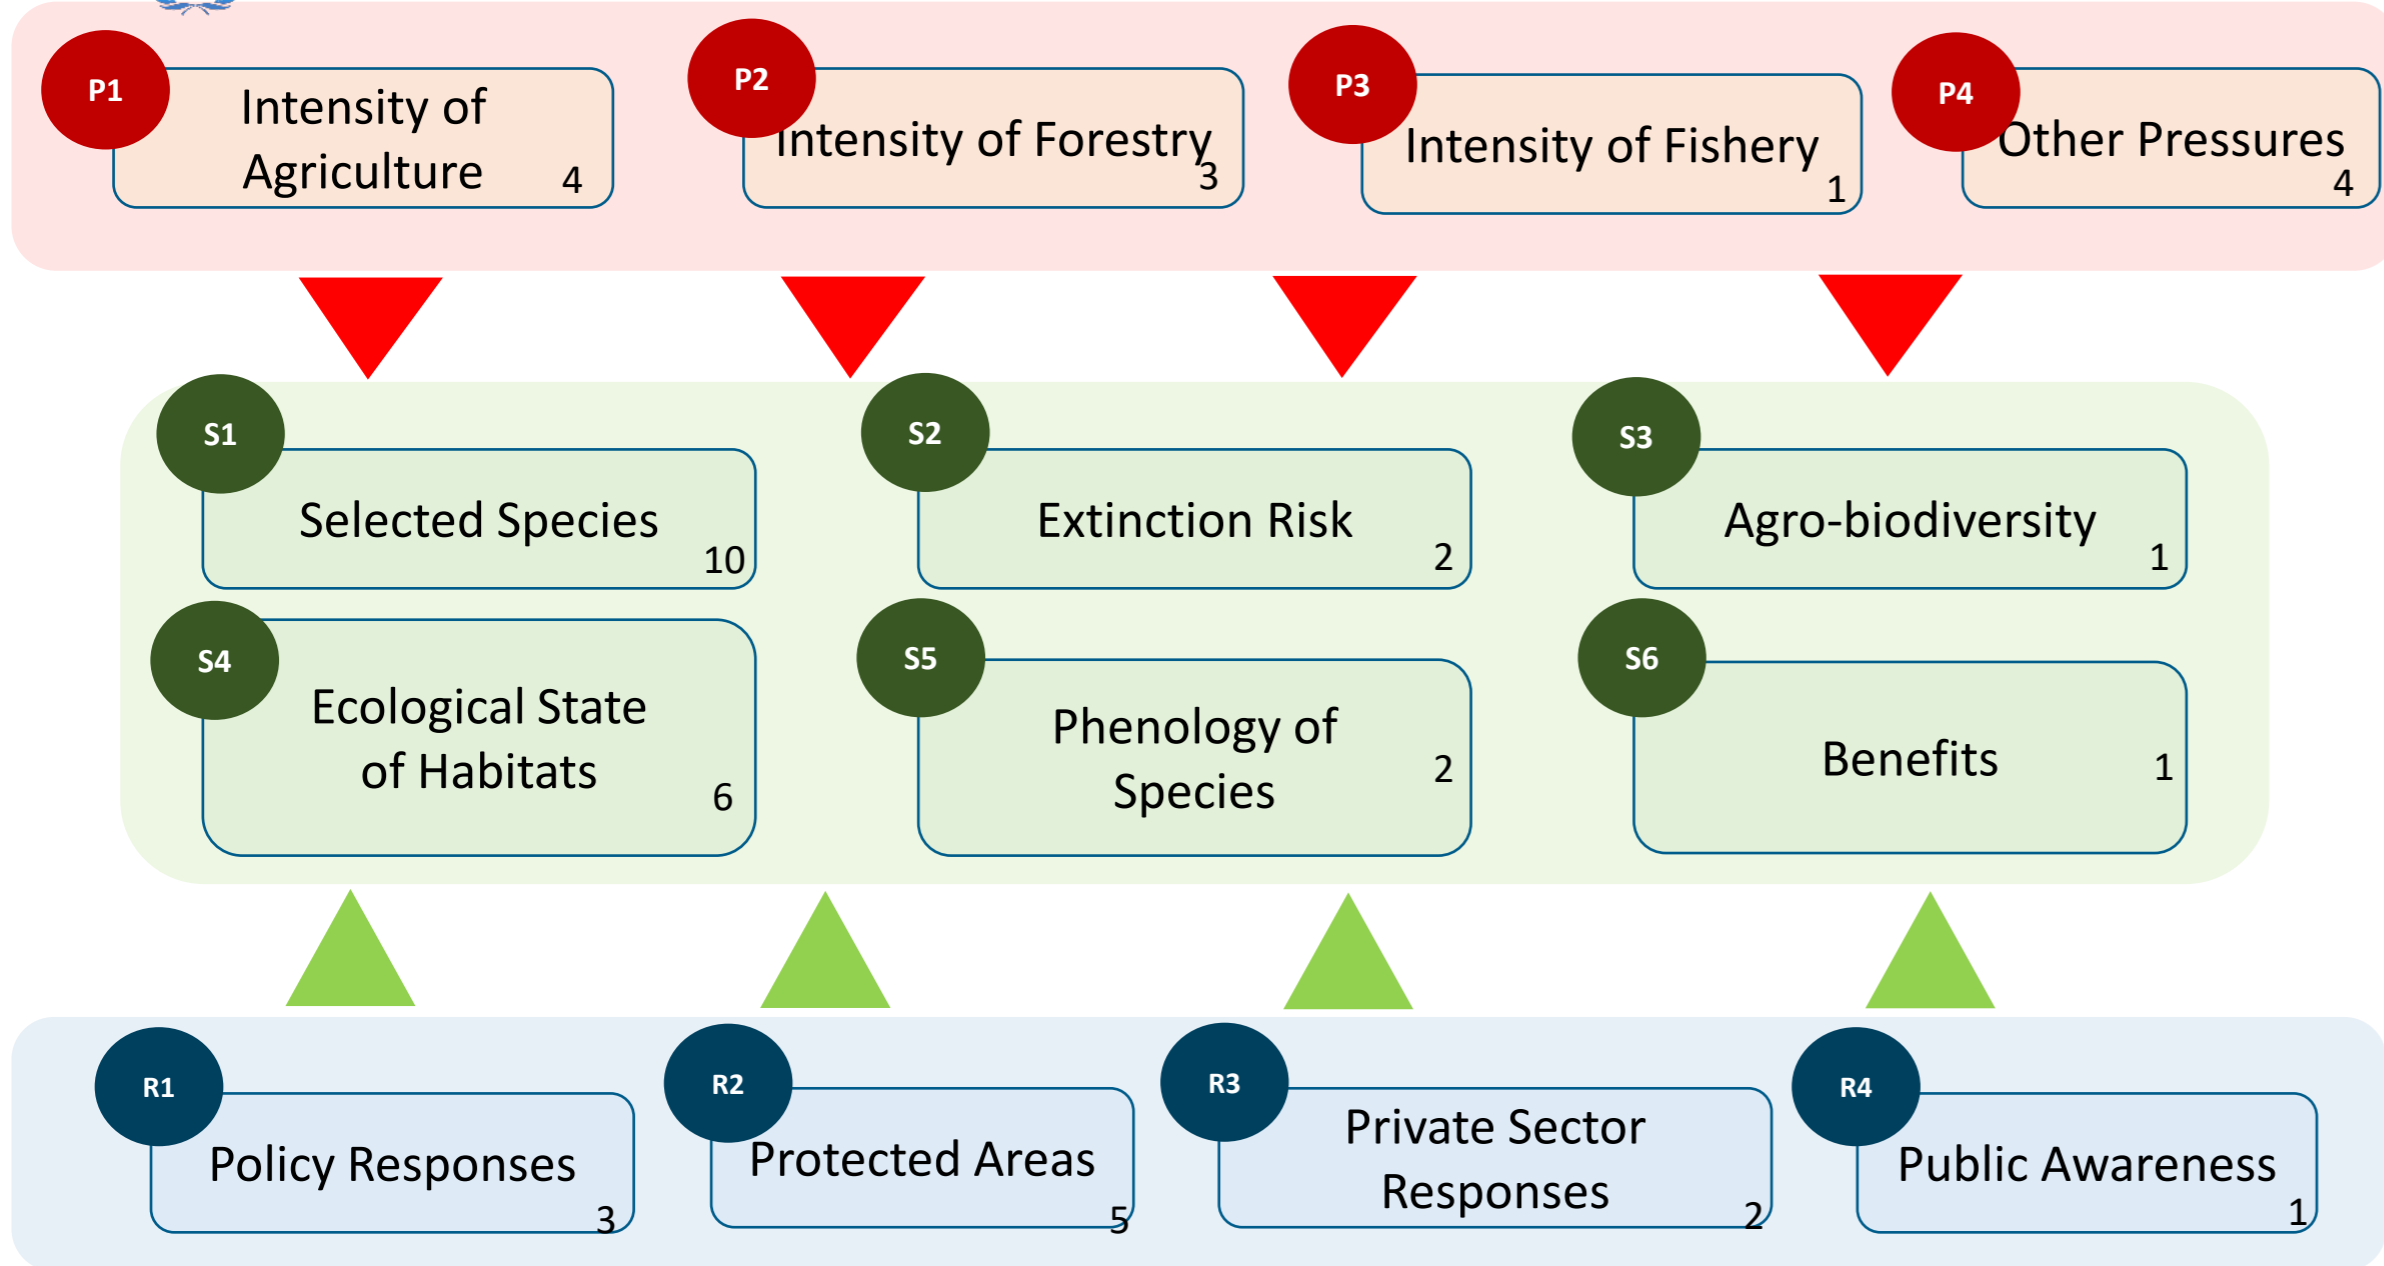 P1
Intensity of
Agriculture
4
P2
Intensity of Forestry
3
P3
Intensity of Fishery
1
P4
Other Pressures
4
S1
Selected Species
10
S2
Extinction Risk
2
S3
Agro-biodiversity
1
S4
Ecological State
of Habitats
6
S5
Phenology of
Species
2
S6
Benefits
1
R1
Policy Responses
3
R2
Protected Areas
5
R3
Private Sector
Responses
2
R4
Public Awareness
1